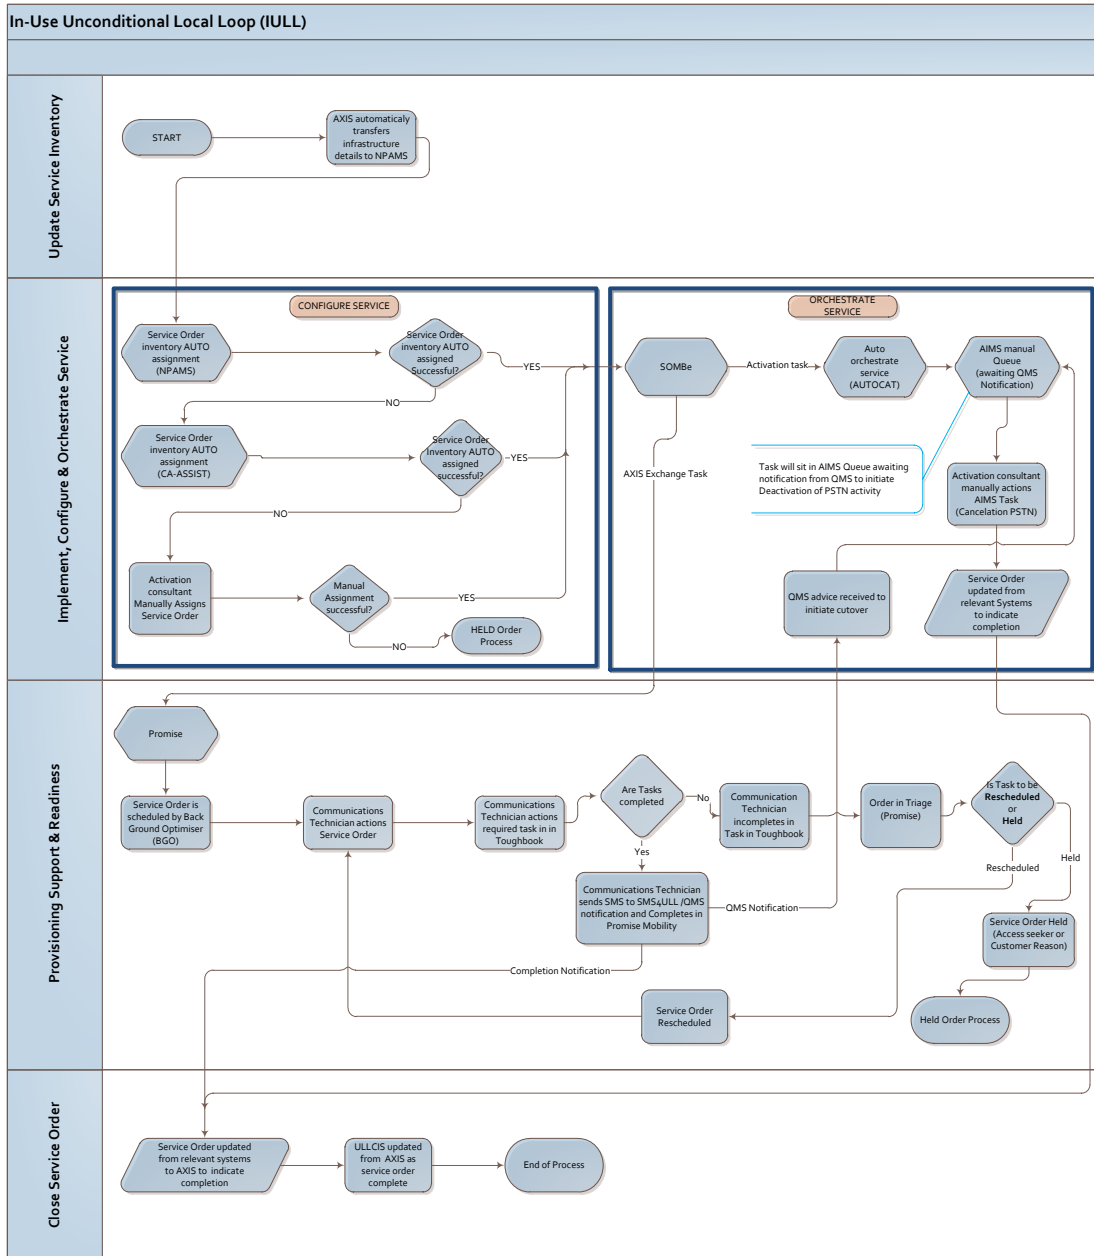 In-Use Unconditional Local Loop (IULL)
Update Service Inventory
START
AXIS automaticaly
transfers
infrastructure
details to NPAMS
Implement, Configure & Orchestrate Service
CONFIGURE SERVICE
Service Order
inventory AUTO
assignment
(NPAMS)
Service Order
inventory AUTO
assigned
Successful?
YES
NO
Service Order
inventory AUTO
assignment
(CA-ASSIST)
Service Order
Inventory AUTO
assigned
successful?
YES
NO
Activation
consultant
Manually Assigns
Service Order
Manual
Assignment
successful?
YES
NO
HELD Order
Process
ORCHESTRATE
SERVICE
SOMBe
Activation task
Auto
orchestrate
service
(AUTOCAT)
AIMS manual
Queue
(awaiting QMS
Notification)
AXIS Exchange Task
Task will sit in AIMS Queue awaiting
notification from QMS to initiate
Deactivation of PSTN activity
Activation consultant
manually actions
AIMS Task
(Cancelation PSTN)
QMS advice received to
initiate cutover
Service Order
updated from
relevant Systems
to indicate
completion
Provisioning Support & Readiness
Promise
Service Order is
scheduled by Back
Ground Optimiser
(BGO)
Communications
Technician actions
Service Order
Communications
Technician actions
required task in in
Toughbook
Are Tasks
completed
No
Yes
Communication
Technician
incompletes in
Task in Toughbook
Order in Triage
(Promise)
Is Task to be
Rescheduled
or
Held
Rescheduled
Held
Communications Technician
sends SMS to SMS4ULL /QMS
notification and Completes in
Promise Mobility
QMS Notification
Completion Notification
Service Order Held
(Access seeker or
Customer Reason)
Service Order
Rescheduled
Held Order Process
Close Service Order
Service Order updated
from relevant systems
to AXIS to  indicate
completion
ULLCIS updated
from  AXIS as
service order
complete
End of Process